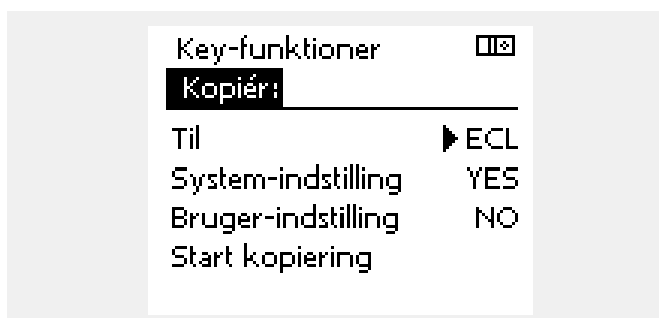 Key-funktioner
Kopiér:
Til ECL
System-indstilling YES
Bruger-indstilling NO
Start kopiering